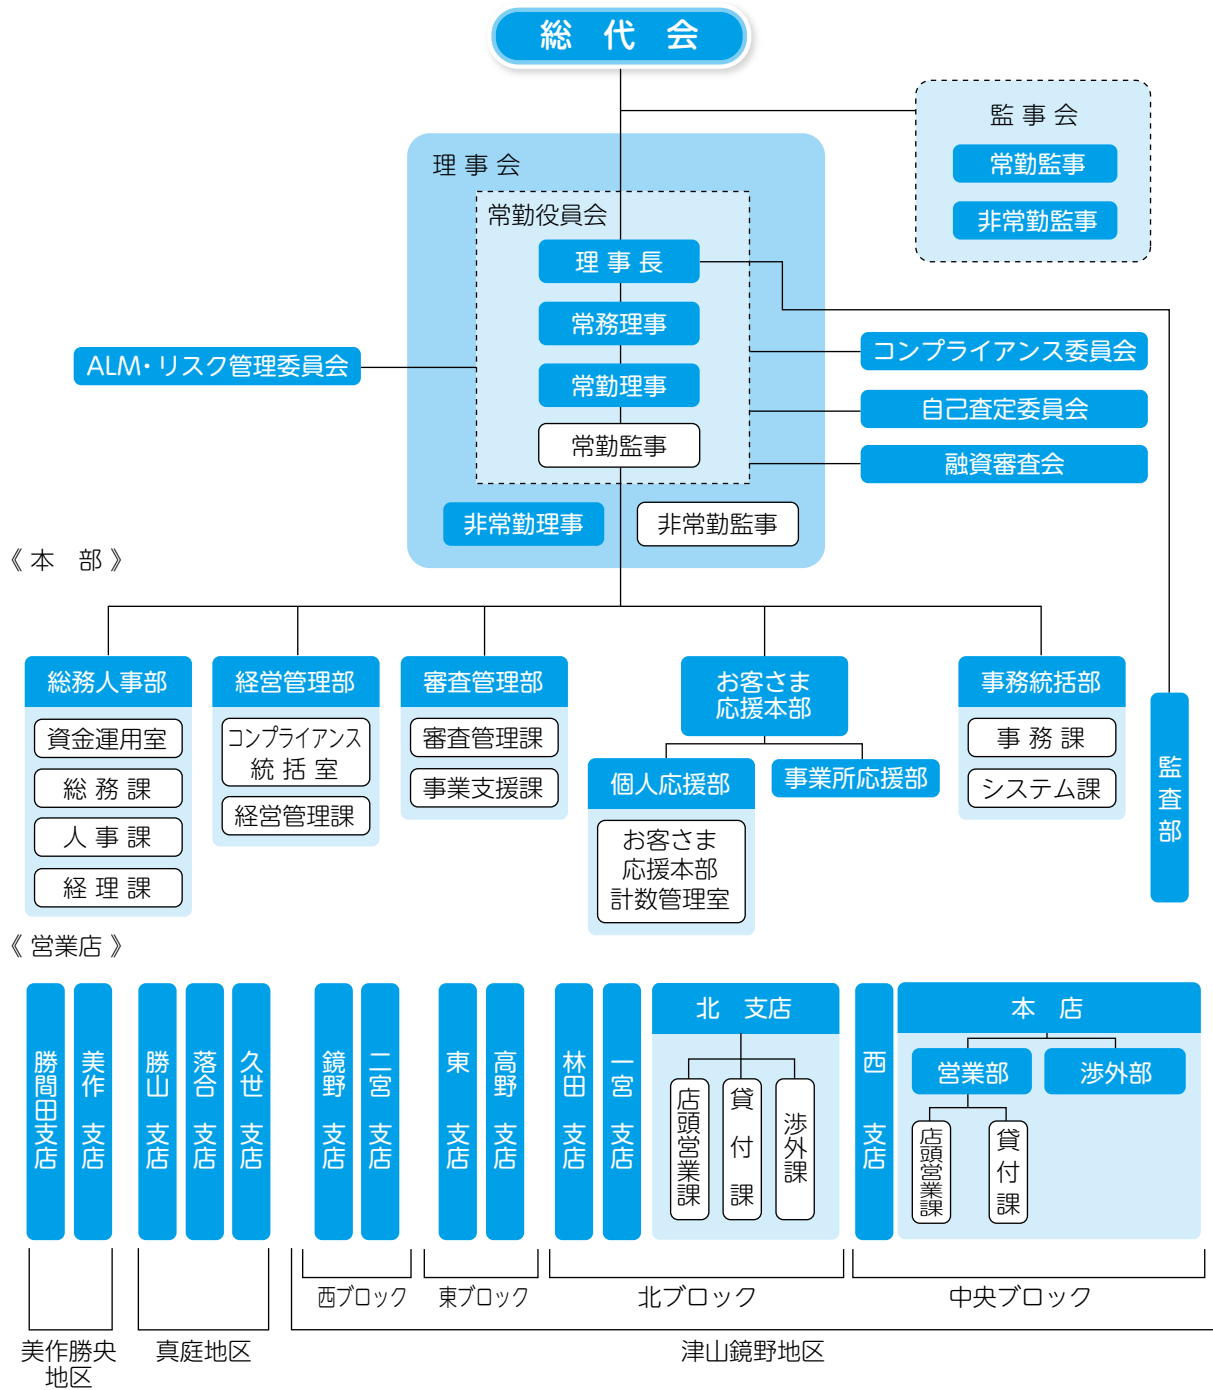 総 代 会
監 事 会
常勤監事
非常勤監事
理 事 会
常勤役員会
理 事 長
常務理事
常勤理事
常勤監事
非常勤理事
非常勤監事
ALM・リスク管理委員会
コンプライアンス委員会
自己査定委員会
融資審査会
《 本 部 》
総務人事部
資金運用室
総 務 課
人 事 課
経 理 課
経営管理部
コンプライアンス
統 括 室
経営管理課
審査管理部
審査管理課
事業支援課
お客さま
応援本部
個人応援部
お客さま
応援本部
計数管理室
事業所応援部
事務統括部
事 務 課
システム課
監査部
《 営業店 》
勝間田支店
美作 支店
勝山 支店
落合 支店
久世 支店
鏡野 支店
二宮 支店
東 支店
高野 支店
林田 支店
一宮 支店
北 支店
店頭営業課
貸付課
渉外課
西 支店
本 店
営業部
渉外部
店頭営業課
貸付課
西ブロック
東ブロック
北ブロック
中央ブロック
美作勝央
地区
真庭地区
津山鏡野地区